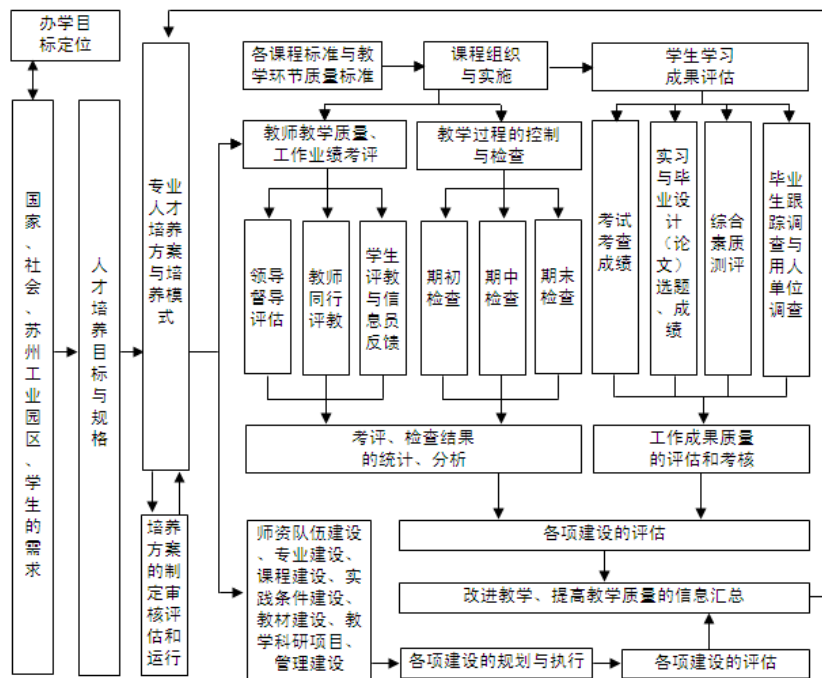 办学目
标定位
国家、社会、苏州工业园区、学生的需求
人才培养目标与规格
专业
人才
培养
方案
与培
养模
式
培养
方案
的制
定审
核评
估和
运行
各课程标准与教
学环节质量标准
课程组织
与实施
学生学习
成果评估
教师教学质量、
工作业绩考评
教学过程的控制
与检查
领导
督导
评估
教师
同行
评教
学生
评教
与信
息员
反馈
期初
检查
期中
检查
期末
检查
考试
考查
成绩
实习
与毕
业设
计
（论
文）
选题
、成
绩
综合
素质
测评
毕业
生跟
踪调
查与
用人
单位
调查
考评、检查结果
的统计、分析
工作成果质量
的评估和考核
各项建设的评估
师资队伍建设
、专业建设、
课程建设、实
践条件建设、
教材建设、教
学科研项目、
管理建设
改进教学、提高教学质量的信息汇总
各项建设的规划与执行
各项建设的评估